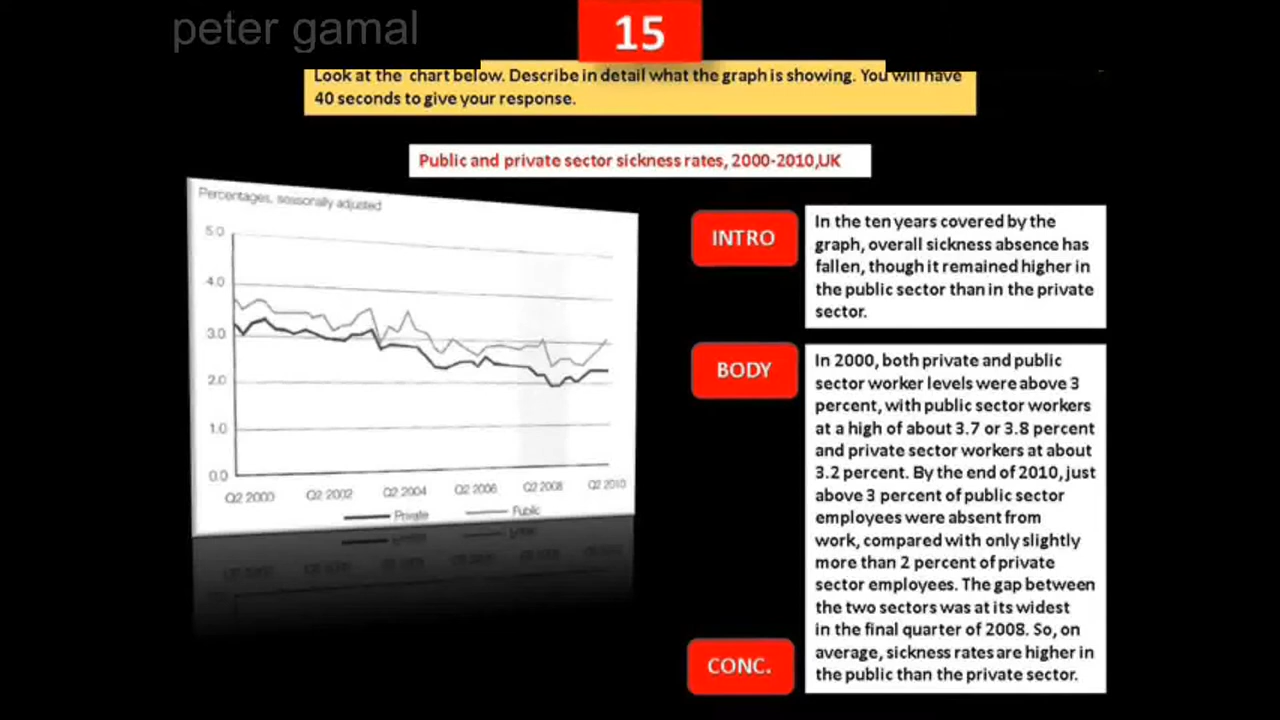 peter gamal
15
Look at the chart below. Describe in detail what the graph is showing. You will have
40 seconds to give your response.
Public and private sector sickness rates, 2000-2010,UK
Percentages, seasonally adjusted
5.0
4.0
3.0
2.0
1.0
0.0
Q2 2000 Q2 2002 Q2 2004 Q2 2006 Q2 2008 Q2 2010
Private Public
INTRO
In the ten years covered by the
graph, overall sickness absence has
fallen, though it remained higher in
the public sector than in the private
sector.
BODY
In 2000, both private and public
sector worker levels were above 3
percent, with public sector workers
at a high of about 3.7 or 3.8 percent
and private sector workers at about
3.2 percent. By the end of 2010, just
above 3 percent of public sector
employees were absent from
work, compared with only slightly
more than 2 percent of private
sector employees. The gap between
the two sectors was at its widest
in the final quarter of 2008. So, on
average, sickness rates are higher in
the public than the private sector.
CONC.